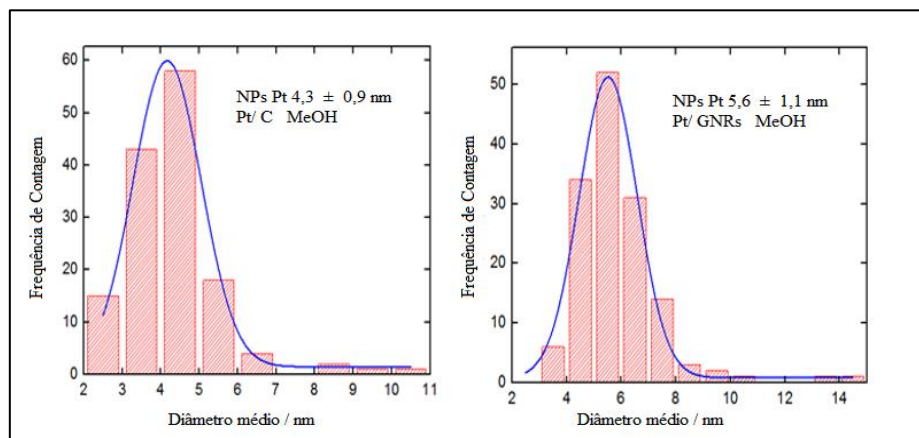 NPs Pt 4,3 ± 0,9 nm
Pt/ C MeOH
Frequência de Contagem
60
50
40
30
20
10
0
2 3 4 5 6 7 8 9 10 11
Diâmetro médio / nm
NPs Pt 5,6 ± 1,1 nm
Pt/ GNRs MeOH
Frequência de Contagem
50
40
30
20
10
0
2 4 6 8 10 12 14
Diâmetro médio / nm